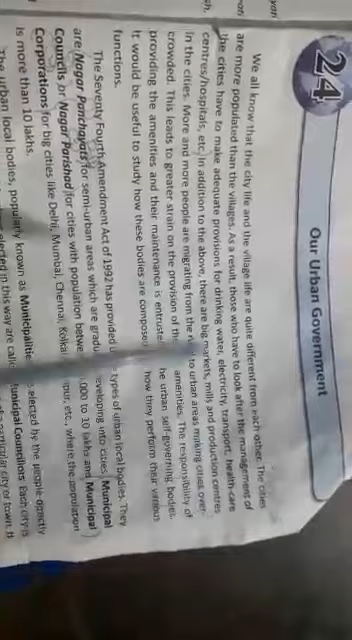 24
Our Urban Government
We all know that the city life and the village life are quite different from each other. The cities
are more populated than the villages. As a result, those who have to look after the management of
the cities have to make adequate provisions for drinking water, electricity, transport, health-care
centres/hospitals, etc. In addition to the above, there are big markets, mills and production centres
in the cities. More and more people are migrating from the to urban areas making cities over-
crowded. This leads to greater strain on the provision of the amenities. The responsibility of
providing the amenities and their maintenance is entrusted he urban self-governing bodies.
It would be useful to study how these bodies are composed how they perform their various
functions.
The Seventy Fourth Amendment Act of 1992 has provided types of urban local bodies. They
are Nagar Panchayats for semi-urban areas which are gradu eveloping into cities, Municipal
Councils or Nagar Parishad for cities with population betwe ,000 to 10 lakhs and Municipal
Corporations for big cities like Delhi, Mumbai, Chennai, Kolkat pur, etc., where the population
is more than 10 lakhs.
The urban local bodies, popularly known as Municipalitie elected by the people directly
elected in this way are calle unicipal Councillors. Each city is
particular city or town. It